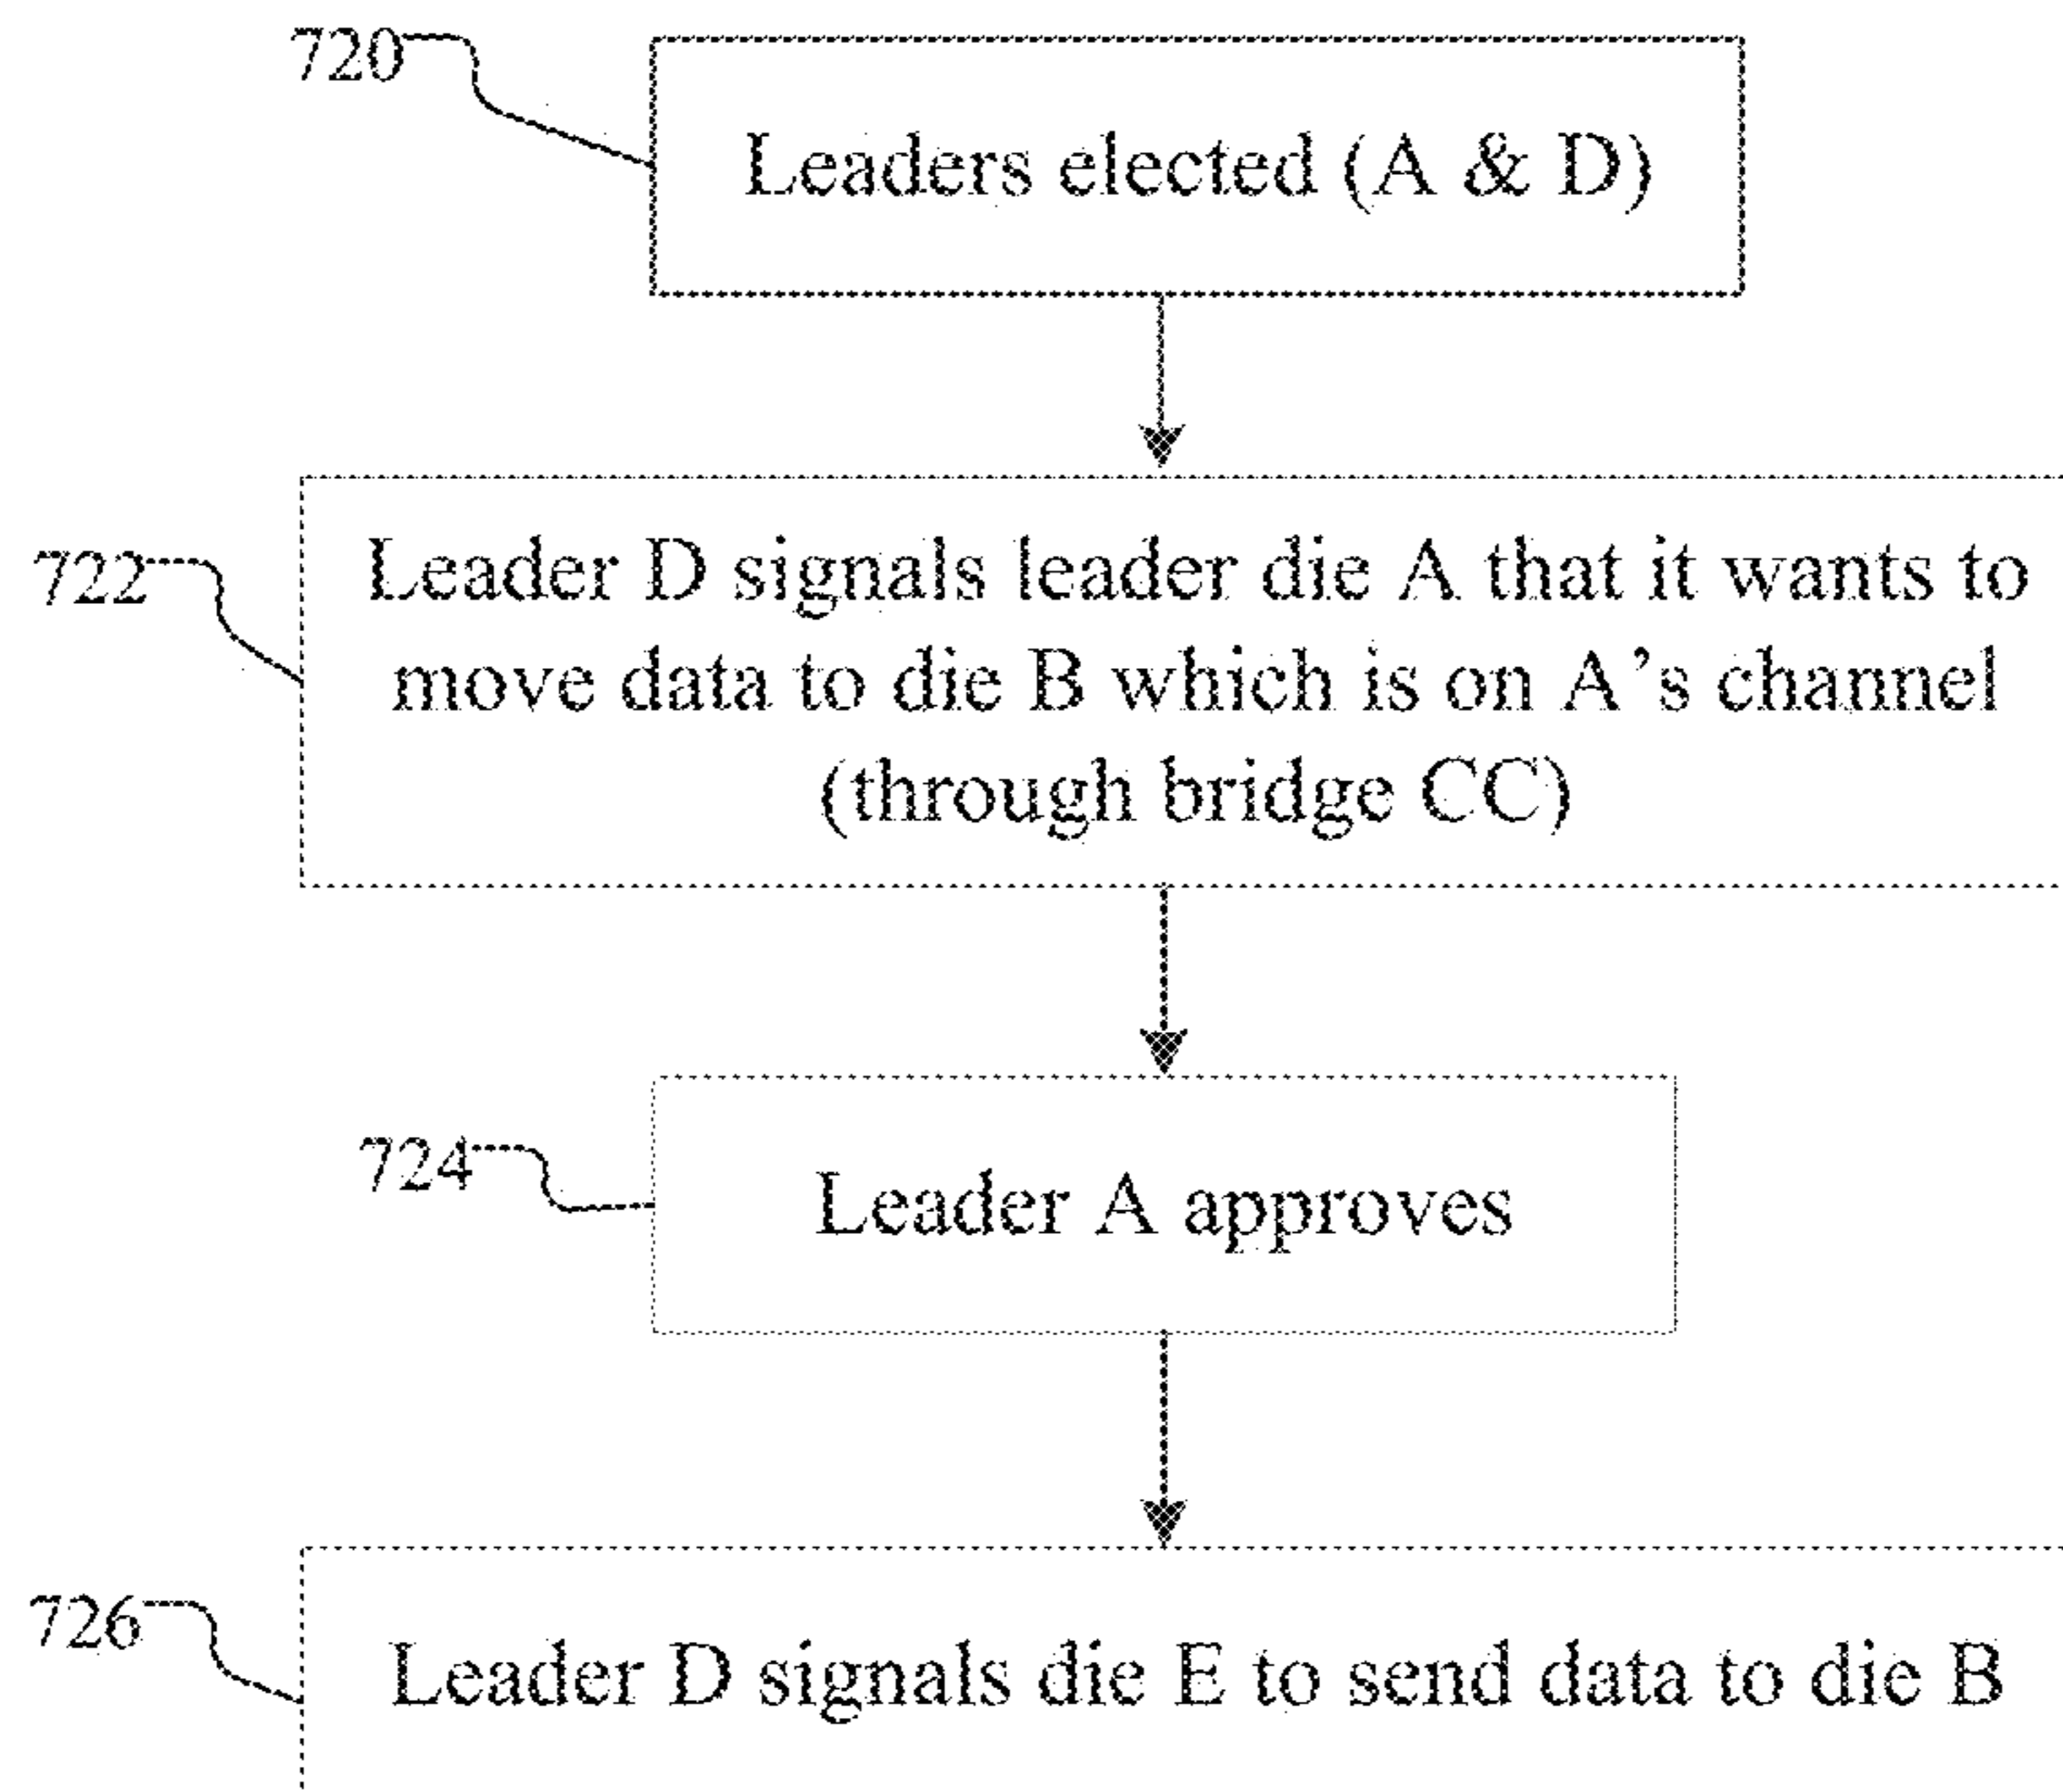 720
Leaders elected (A & D)
722
Leader D signals leader die A that it wants to
move data to die B which is on A’s channel
(through bridge CC)
724
Leader A approves
726
Leader D signals die E to send data to die B